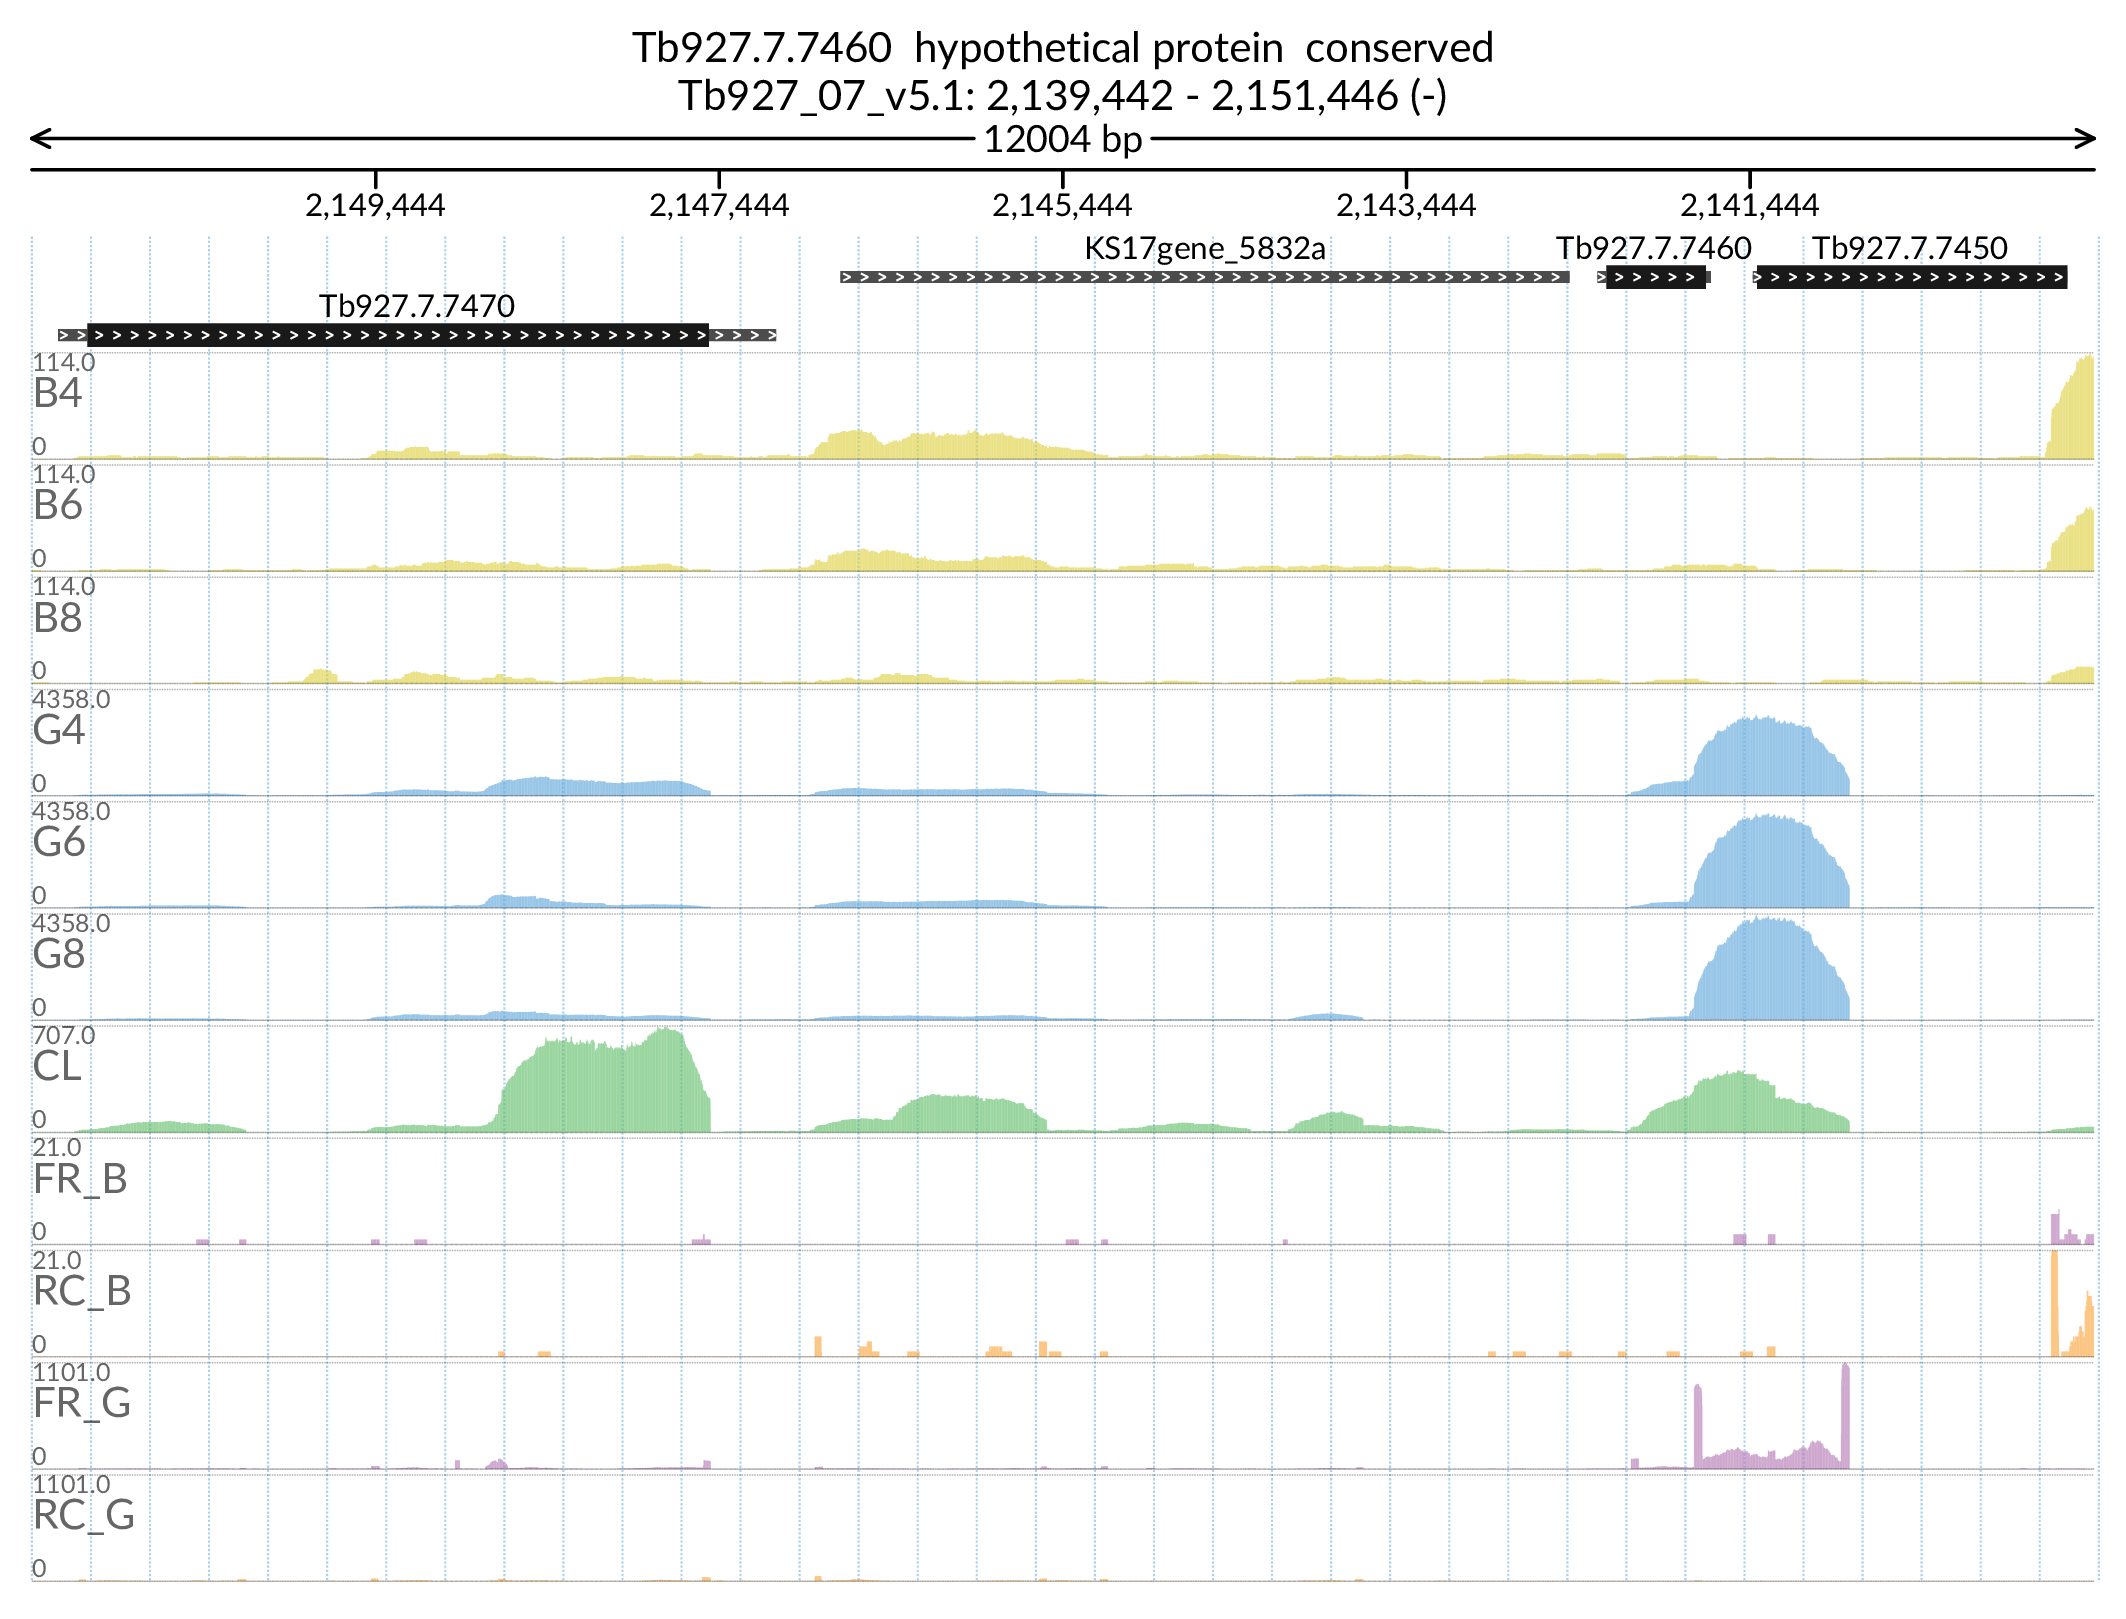 Tb927.7.7460 hypothetical protein conserved
Tb927_07_v5.1: 2,139,442 - 2,151,446 (-)
12004 bp
2,149,444 2,147,444 2,145,444 2,143,444 2,141,444
KS17gene_5832a Tb927.7.7460 Tb927.7.7450
Tb927.7.7470
114.0
B4
0
114.0
B6
0
114.0
B8
0
4358.0
G4
0
4358.0
G6
0
4358.0
G8
0
707.0
CL
0
21.0
FR_B
0
21.0
RC_B
0
1101.0
FR_G
0
1101.0
RC_G
0